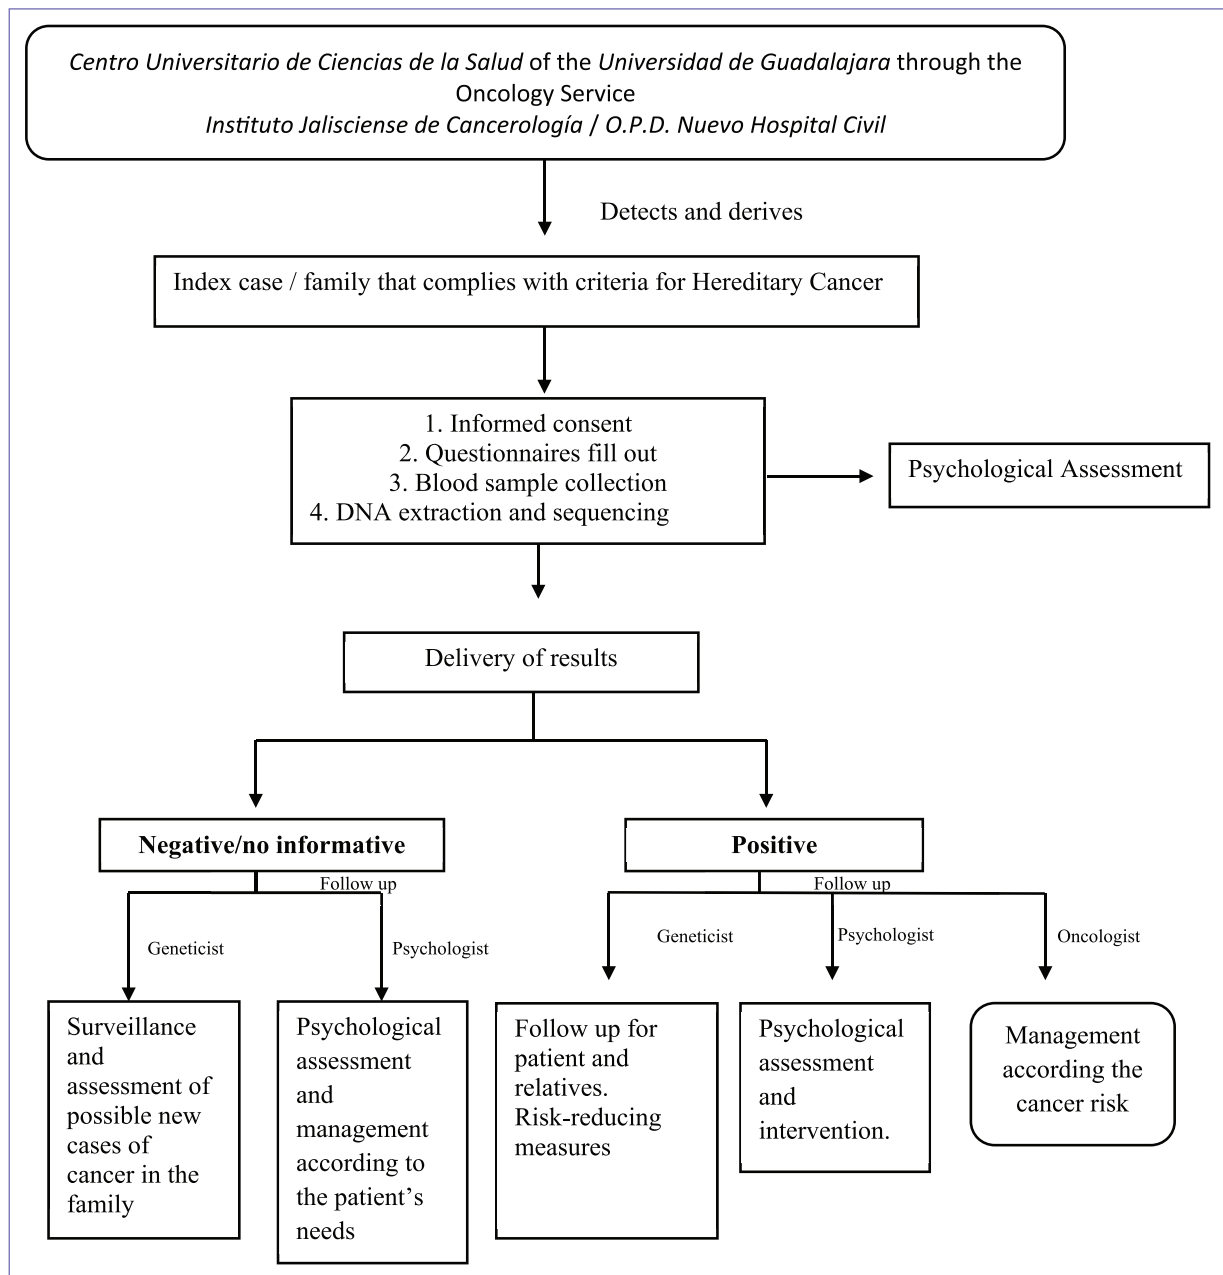 Centro Universitario de Ciencias de la Salud of the Universidad de Guadalajara through the
Oncology Service
Instituto Jalisciense de Cancerología / O.P.D. Nuevo Hospital Civil
Detects and derives
Index case / family that complies with criteria for Hereditary Cancer
1. Informed consent
2. Questionnaires fill out
3. Blood sample collection
4. DNA extraction and sequencing
Psychological Assessment
Delivery of results
Negative/no informative
Follow up
Geneticist
Psychologist
Surveillance
and
assessment of
possible new
cases of
cancer in the
family
Psychological
assessment
and
management
according to
the patient’s
needs
Positive
Follow up
Geneticist
Psychologist
Oncologist
Follow up for
patient and
relatives.
Risk-reducing
measures
Psychological
assessment
and
intervention.
Management
according the
cancer risk